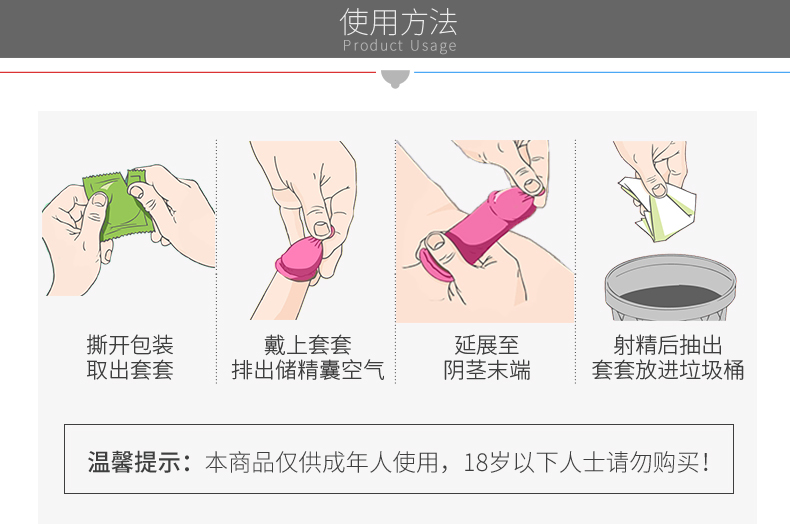 使用方法
Product Usage
撕开包装
取出套套
戴上套套
排出储精囊空气
延展至
阴茎末端
射精后抽出
套套放进垃圾桶
温馨提示：本商品仅供成年人使用，18岁以下人士请勿购买！